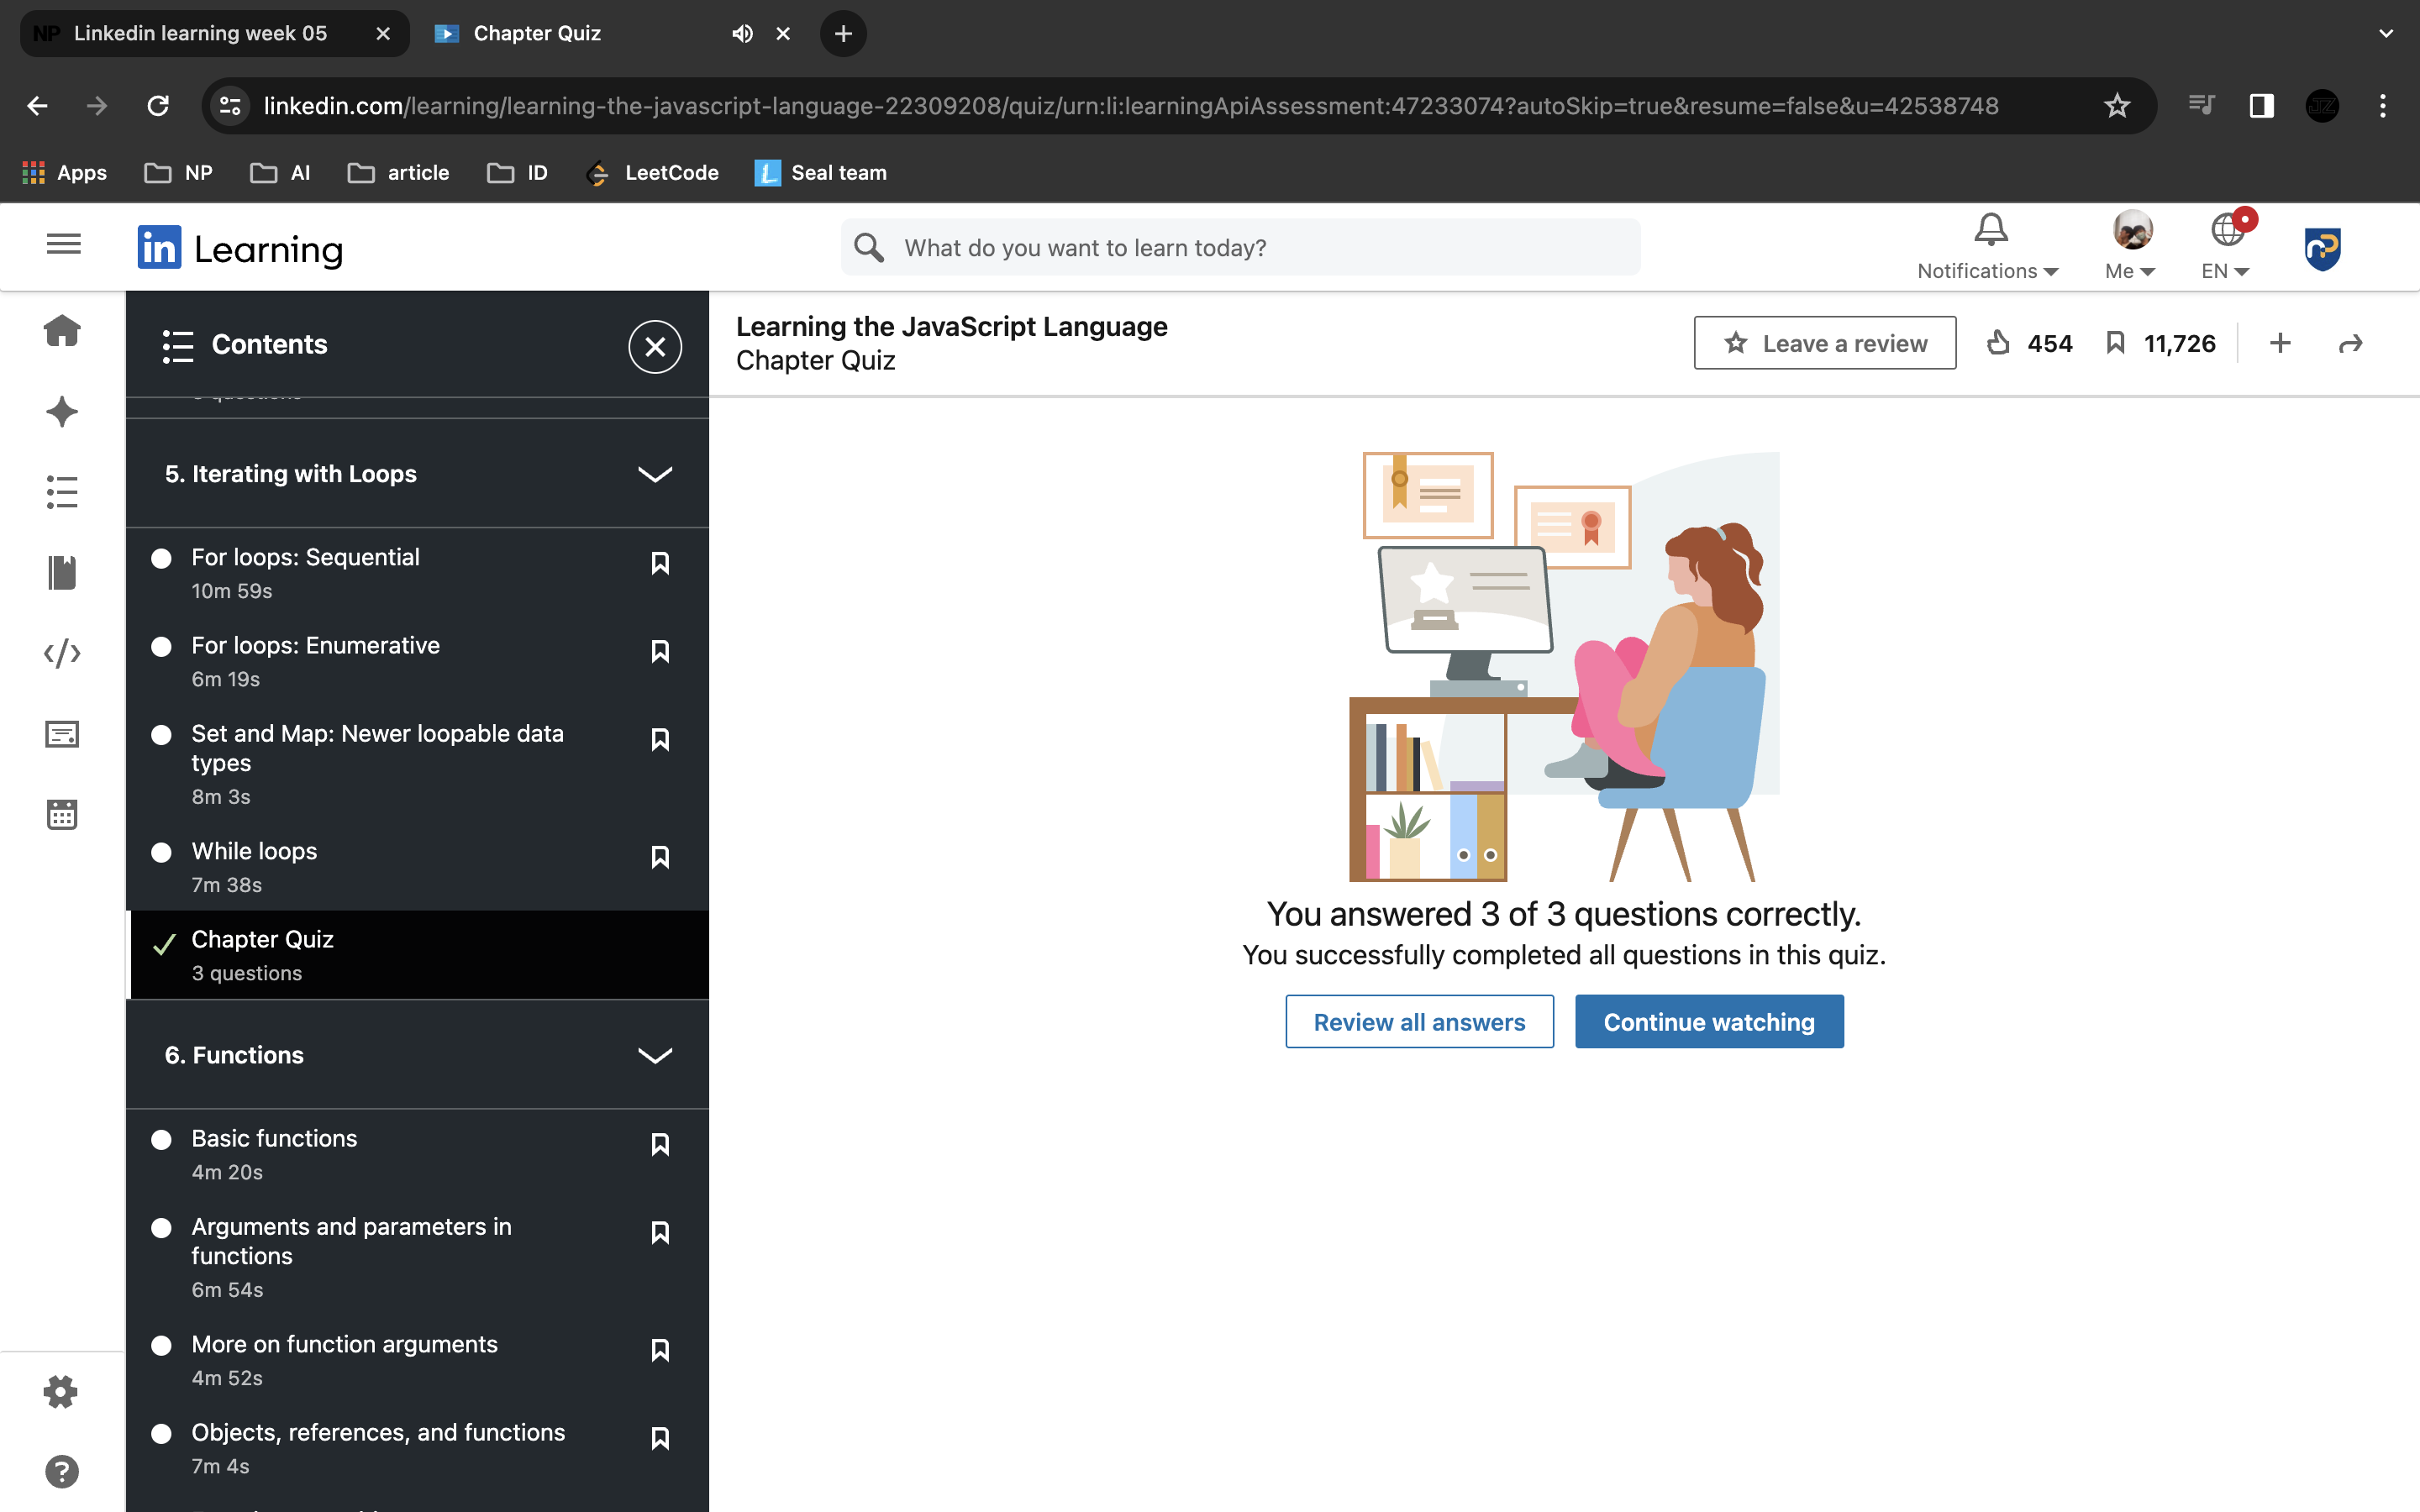 NP Linkedin learning week 05
Chapter Quiz
linkedin.com/learning/learning-the-javascript-language-22309208/quiz/urn:li:learningApiAssessment:47233074?autoSkip=true&resume=false&u=42538748
JZ
Apps
NP
AI
article
ID
LeetCode
L Seal team
in Learning
What do you want to learn today?
Notifications
Me
EN
Contents
Learning the JavaScript Language
Chapter Quiz
Leave a review
454
11,726
5. Iterating with Loops
For loops: Sequential
10m 59s
For loops: Enumerative
6m 19s
Set and Map: Newer loopable data
types
8m 3s
While loops
7m 38s
Chapter Quiz
3 questions
6. Functions
Basic functions
4m 20s
Arguments and parameters in
functions
6m 54s
More on function arguments
4m 52s
Objects, references, and functions
7m 4s
You answered 3 of 3 questions correctly.
You successfully completed all questions in this quiz.
Review all answers
Continue watching